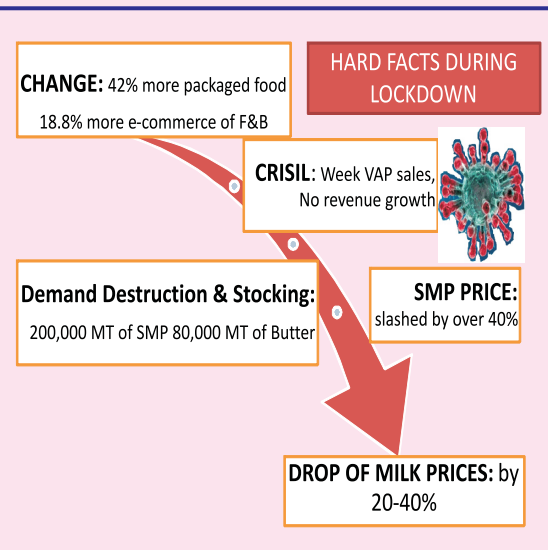 HARD FACTS DURING
LOCKDOWN
CHANGE: 42% more packaged food
18.8% more e-commerce of F&B
CRISIL: Week VAP sales,
No revenue growth
Demand Destruction & Stocking:
200,000 MT of SMP 80,000 MT of Butter
SMP PRICE:
slashed by over 40%
DROP OF MILK PRICES: by
20-40%